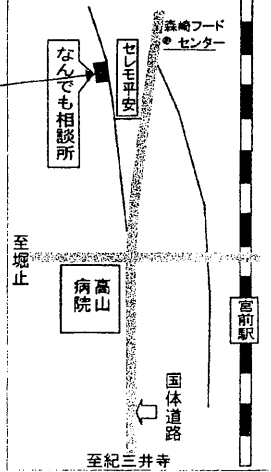 森崎フード
センター
セレモ平安
なんでも相談所
至堀止
高山
病院
宮前駅
国体道路
至紀三井寺